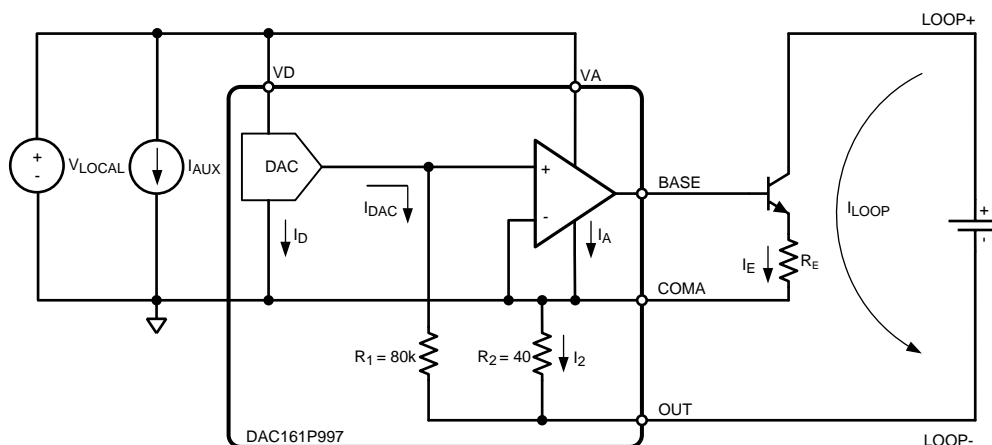 LOOP+
VD
VA
+
-
VLOCAL
IAUX
DAC
IDAC
+
-
BASE
ILOOP
+
-
ID
IA
IE
RE
COMA
R1 = 80k
R2 = 40
I2
OUT
DAC161P997
LOOP-